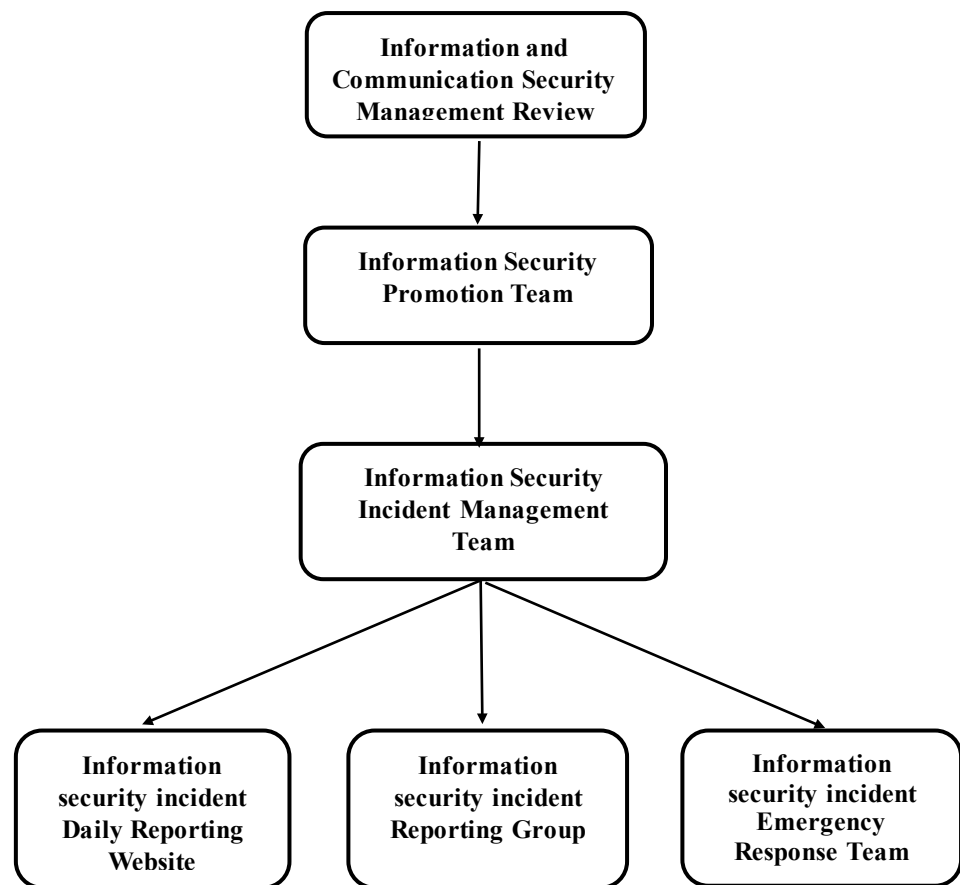 Information and
Communication Security
Management Review
Information Security
Promotion Team
Information Security
Incident Management
Team
Information
security incident
Daily Reporting
Website
Information
security incident
Reporting Group
Information
security incident
Emergency
Response Team